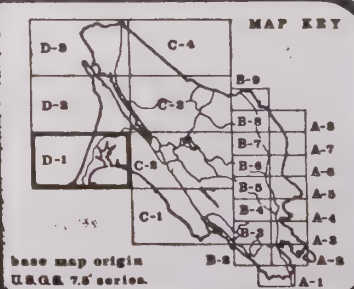 MAP KEY
D-3
C-4
B-9
D-2
C-3
B-8
A-8
B-7
A-7
D-1
C-2
B-6
A-6
B-5
A-5
C-1
B-4
A-4
B-3
A-3
B-2
A-2
A-1
base map origin
U.S.G.S. 7.5' series.